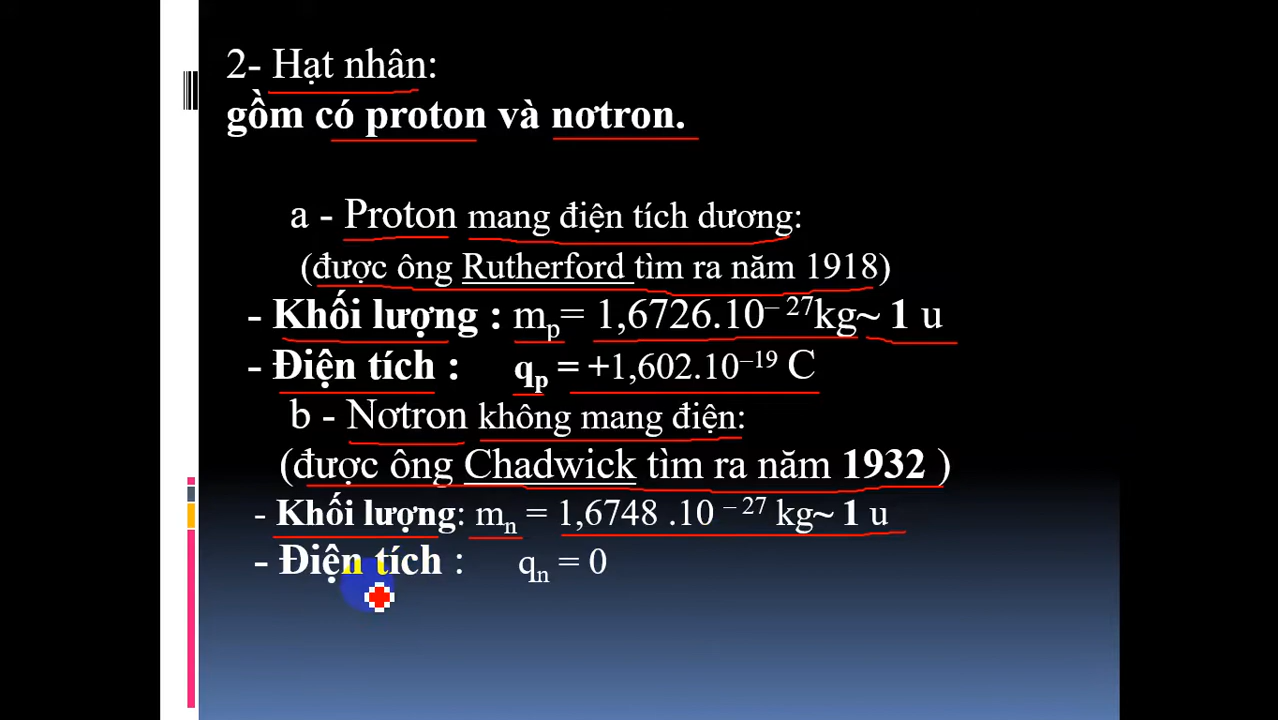 2- Hạt nhân:
gồm có proton và nơtron.
a - Proton mang điện tích dương:
(được ông Rutherford tìm ra năm 1918)
- Khối lượng : mₚ= 1,6726.10⁻²⁷kg~ 1 u
- Điện tích : qₚ = +1,602.10⁻¹⁹ C
b - Nơtron không mang điện:
(được ông Chadwick tìm ra năm 1932 )
- Khối lượng: mₙ = 1,6748 .10 ⁻²⁷ kg~ 1 u
- Điện tích : qₙ = 0